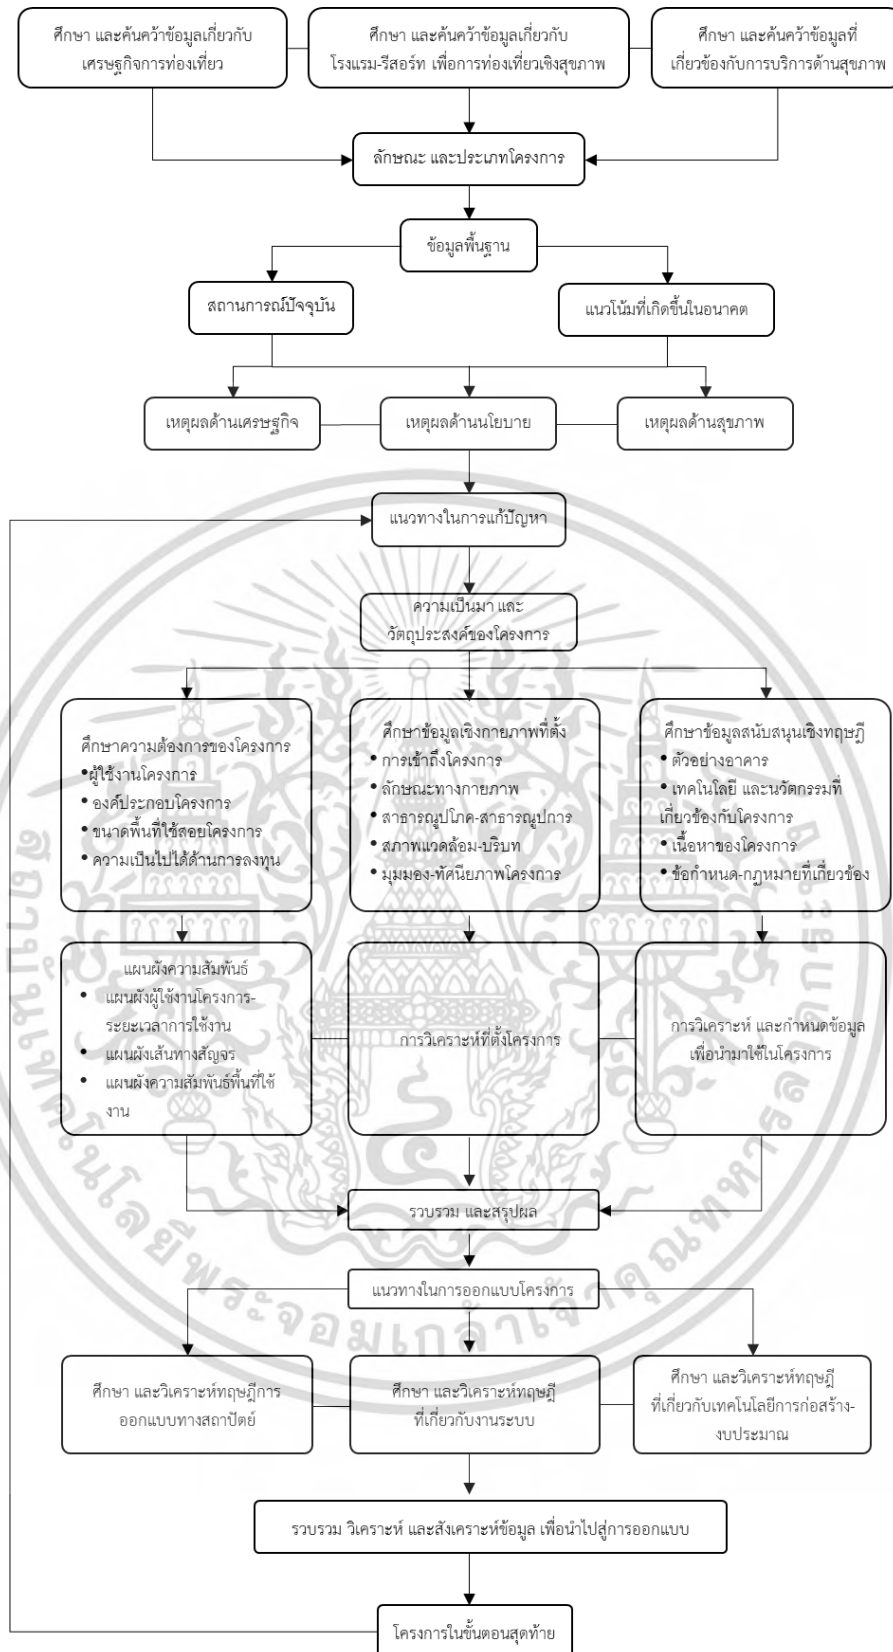 ศึกษา และค้นคว้าข้อมูลเกี่ยวกับ
เศรษฐกิจการท่องเที่ยว
ศึกษา และค้นคว้าข้อมูลเกี่ยวกับ
โรงแรม-รีสอร์ท เพื่อการท่องเที่ยวเชิงสุขภาพ
ศึกษา และค้นคว้าข้อมูลที่
เกี่ยวข้องกับการบริการด้านสุขภาพ
ลักษณะ และประเภทโครงการ
ข้อมูลพื้นฐาน
สถานการณ์ปัจจุบัน
แนวโน้มที่เกิดขึ้นในอนาคต
เหตุผลด้านเศรษฐกิจ
เหตุผลด้านนโยบาย
เหตุผลด้านสุขภาพ
แนวทางในการแก้ปัญหา
ความเป็นมา และ
วัตถุประสงค์ของโครงการ
ศึกษาความต้องการของโครงการ
•ผู้ใช้งานโครงการ
• องค์ประกอบโครงการ
• ขนาดพื้นที่ใช้สอยโครงการ
• ความเป็นไปได้ด้านการลงทุน
ศึกษาข้อมูลเชิงกายภาพที่ตั้ง
• การเข้าถึงโครงการ
• ลักษณะทางกายภาพ
• สาธารณูปโภค-สาธารณูปการ
• สภาพแวดล้อม-บริบท
• มุมมอง-ทัศนียภาพโครงการ
ศึกษาข้อมูลสนับสนุนเชิงทฤษฎี
• ตัวอย่างอาคาร
• เทคโนโลยี และนวัตกรรมที่
เกี่ยวข้องกับโครงการ
• เนื้อหาของโครงการ
• ข้อกำหนด-กฎหมายที่เกี่ยวข้อง
แผนผังความสัมพันธ์
• แผนผังผู้ใช้งานโครงการ-
ระยะเวลาการใช้งาน
• แผนผังเส้นทางสัญจร
• แผนผังความสัมพันธ์พื้นที่ใช้
งาน
การวิเคราะห์ที่ตั้งโครงการ
การวิเคราะห์ และกำหนดข้อมูล
เพื่อนำมาใช้ในโครงการ
รวบรวม และสรุปผล
แนวทางในการออกแบบโครงการ
ศึกษา และวิเคราะห์ทฤษฎีการ
ออกแบบทางสถาปัตย์
ศึกษา และวิเคราะห์ทฤษฎี
ที่เกี่ยวกับงานระบบ
ศึกษา และวิเคราะห์ทฤษฎี
ที่เกี่ยวกับเทคโนโลยีการก่อสร้าง-
งบประมาณ
รวบรวม วิเคราะห์ และสังเคราะห์ข้อมูล เพื่อนำไปสู่การออกแบบ
โครงการในขั้นตอนสุดท้าย
สถาบันเทคโนโลยีพระจอมเกล้าเจ้าคุณทหารลาดกระบัง